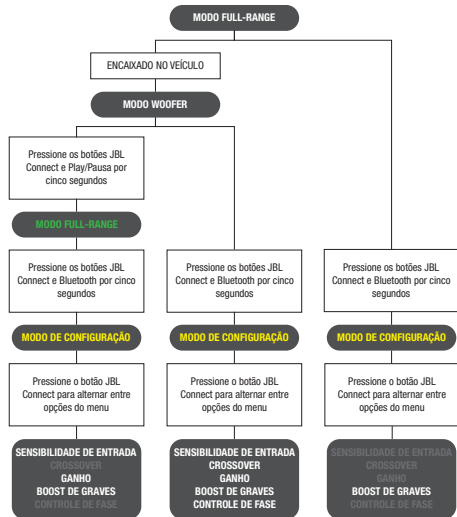 MODO FULL-RANGE
ENCAIXADO NO VEÍCULO
MODO WOOFER
Pressione os botões JBL
Connect e Play/Pausa por
cinco segundos
MODO FULL-RANGE
Pressione os botões JBL
Connect e Bluetooth por cinco
segundos
Pressione os botões JBL
Connect e Bluetooth por cinco
segundos
Pressione os botões JBL
Connect e Bluetooth por cinco
segundos
MODO DE CONFIGURAÇÃO
MODO DE CONFIGURAÇÃO
MODO DE CONFIGURAÇÃO
Pressione o botão JBL
Connect para alternar entre
opções do menu
Pressione o botão JBL
Connect para alternar entre
opções do menu
Pressione o botão JBL
Connect para alternar entre
opções do menu
SENSIBILIDADE DE ENTRADA
CROSSOVER
GANHO
BOOST DE GRAVES
CONTROLE DE FASE
SENSIBILIDADE DE ENTRADA
CROSSOVER
GANHO
BOOST DE GRAVES
CONTROLE DE FASE
SENSIBILIDADE DE ENTRADA
CROSSOVER
GANHO
BOOST DE GRAVES
CONTROLE DE FASE